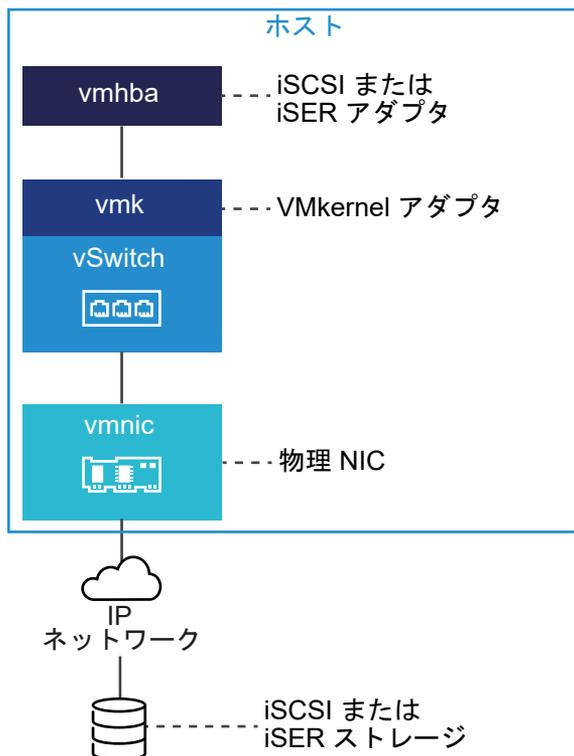 ホスト
vmhba
iSCSI または
iSER アダプタ
vmk
VMkernel アダプタ
vSwitch
vmnic
物理 NIC
IP
ネットワーク
iSCSI または
iSER ストレージ